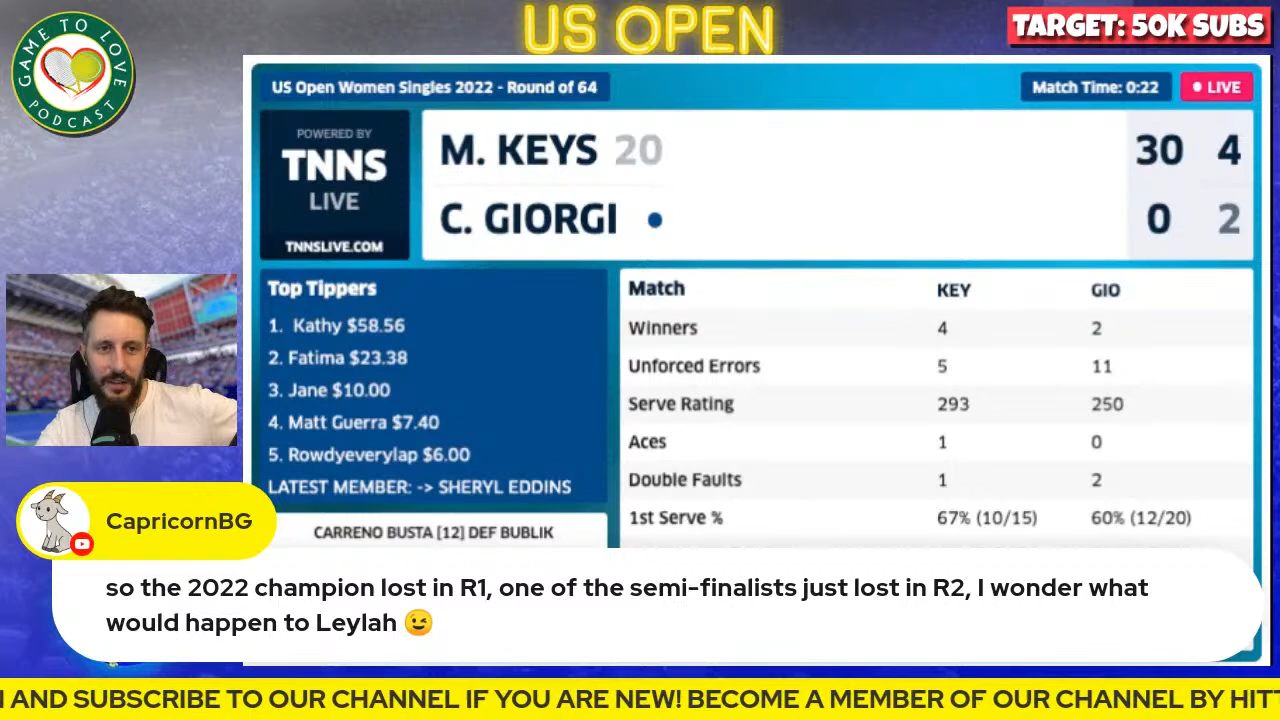 US OPEN
TARGET: 50K SUBS
GAME TO LOVE
PODCAST
US Open Women Singles 2022 - Round of 64
Match Time: 0:22
LIVE
POWERED BY
TNNS
LIVE
TNNSLIVE.COM
M. KEYS 20 30 4
C. GIORGI 0 2
Top Tippers
1. Kathy $58.56
2. Fatima $23.38
3. Jane $10.00
4. Matt Guerra $7.40
5. Rowdyeverylap $6.00
LATEST MEMBER: -> SHERYL EDDINS
CARRENO BUSTA [12] DEF BUBLIK
Match KEY GIO
Winners 4 2
Unforced Errors 5 11
Serve Rating 293 250
Aces 1 0
Double Faults 1 2
1st Serve % 67% (10/15) 60% (12/20)
CapricornBG
so the 2022 champion lost in R1, one of the semi-finalists just lost in R2, I wonder what
would happen to Leylah 😉
AND SUBSCRIBE TO OUR CHANNEL IF YOU ARE NEW! BECOME A MEMBER OF OUR CHANNEL BY